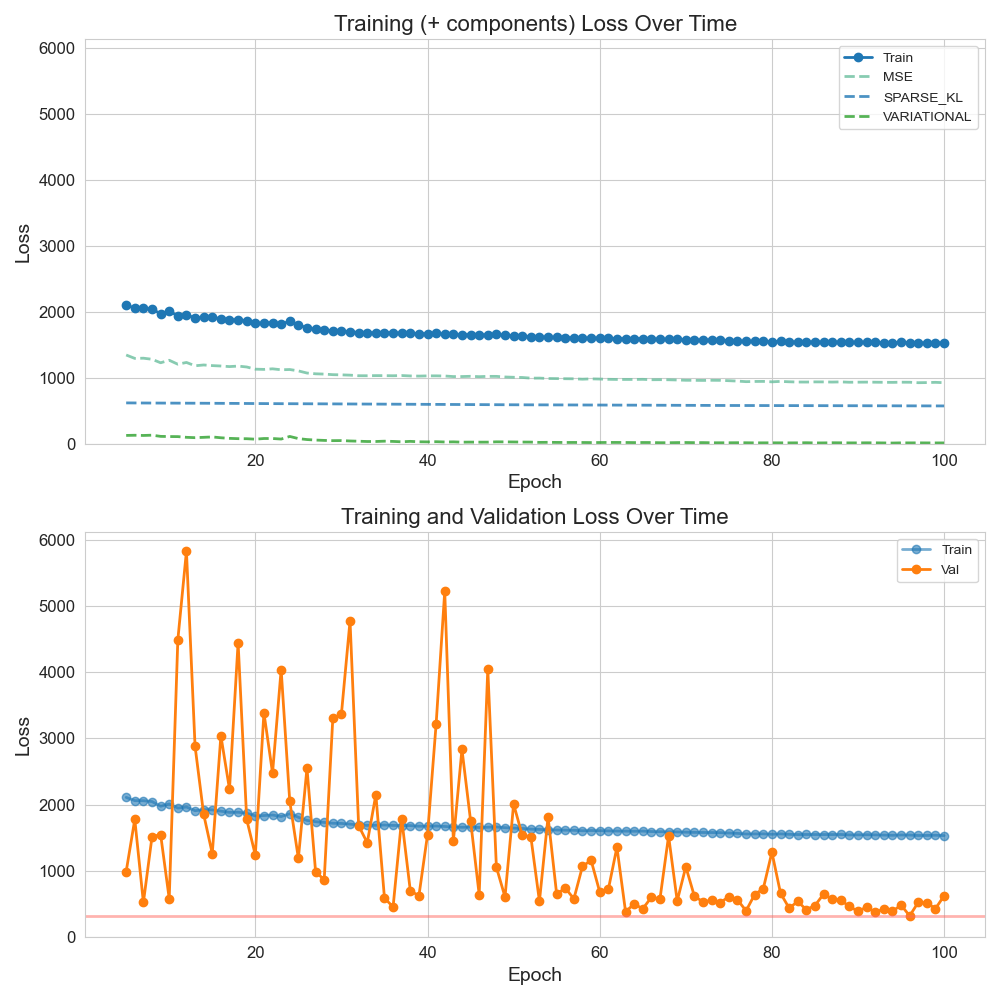 Training (+ components) Loss Over Time
6000
5000
4000
3000
2000
1000
0
Loss
Train
MSE
SPARSE_KL
VARIATIONAL
20 40 60 80 100
Epoch
Training and Validation Loss Over Time
6000
5000
4000
3000
2000
1000
0
Loss
Train
Val
20 40 60 80 100
Epoch